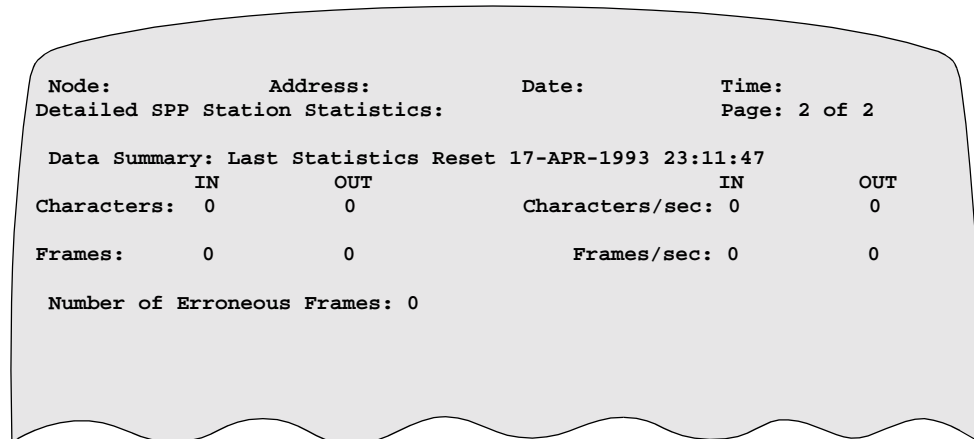 Node: Address: Date: Time:
Detailed SPP Station Statistics: Page: 2 of 2
Data Summary: Last Statistics Reset 17-APR-1993 23:11:47
IN OUT IN OUT
Characters: 0 0 Characters/sec: 0 0
Frames: 0 0 Frames/sec: 0 0
Number of Erroneous Frames: 0